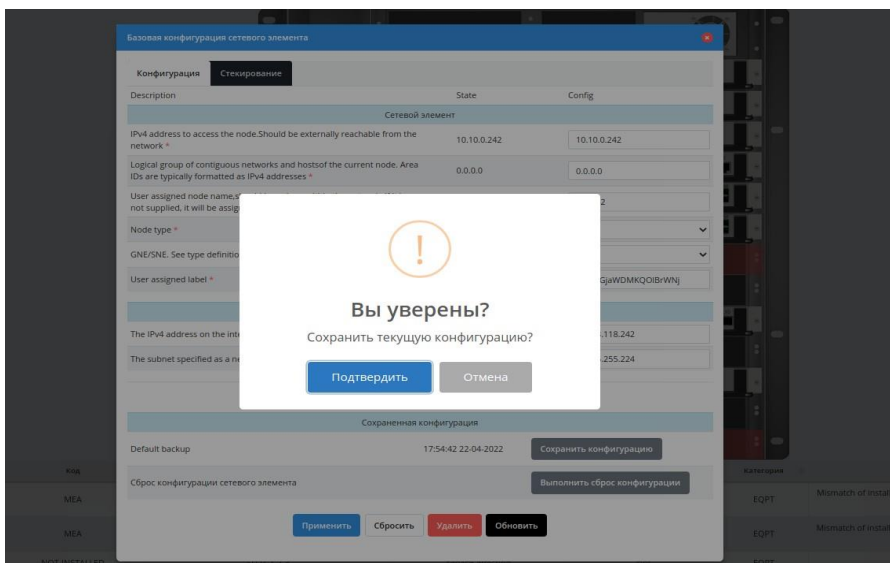 Базовая конфигурация сетевого элемента
Конфигурация Стекирование
Description State Config
Сетевой элемент
IPv4 address to access the node.Should be externally reachable from the
network *
10.10.0.242 10.10.0.242
Logical group of contiguous networks and hostsof the current node. Area
IDs are typically formatted as IPv4 addresses *
0.0.0.0 0.0.0.0
User assigned node name,
not supplied, it will be assig
2
Node type *
GNE/SNE. See type definitio
User assigned label *
GjaWDMKQOIBrWNj
Вы уверены?
Сохранить текущую конфигурацию?
Подтвердить Отмена
The IPv4 address on the inte
.118.242
The subnet specified as a ne
.255.224
Сохраненная конфигурация
Default backup 17:54:42 22-04-2022 Сохранить конфигурацию
Сброс конфигурации сетевого элемента Выполнить сброс конфигурации
Применить Сбросить Удалить Обновить
Код Категория
MEA EQPT Mismatch of instal
MEA EQPT Mismatch of instal